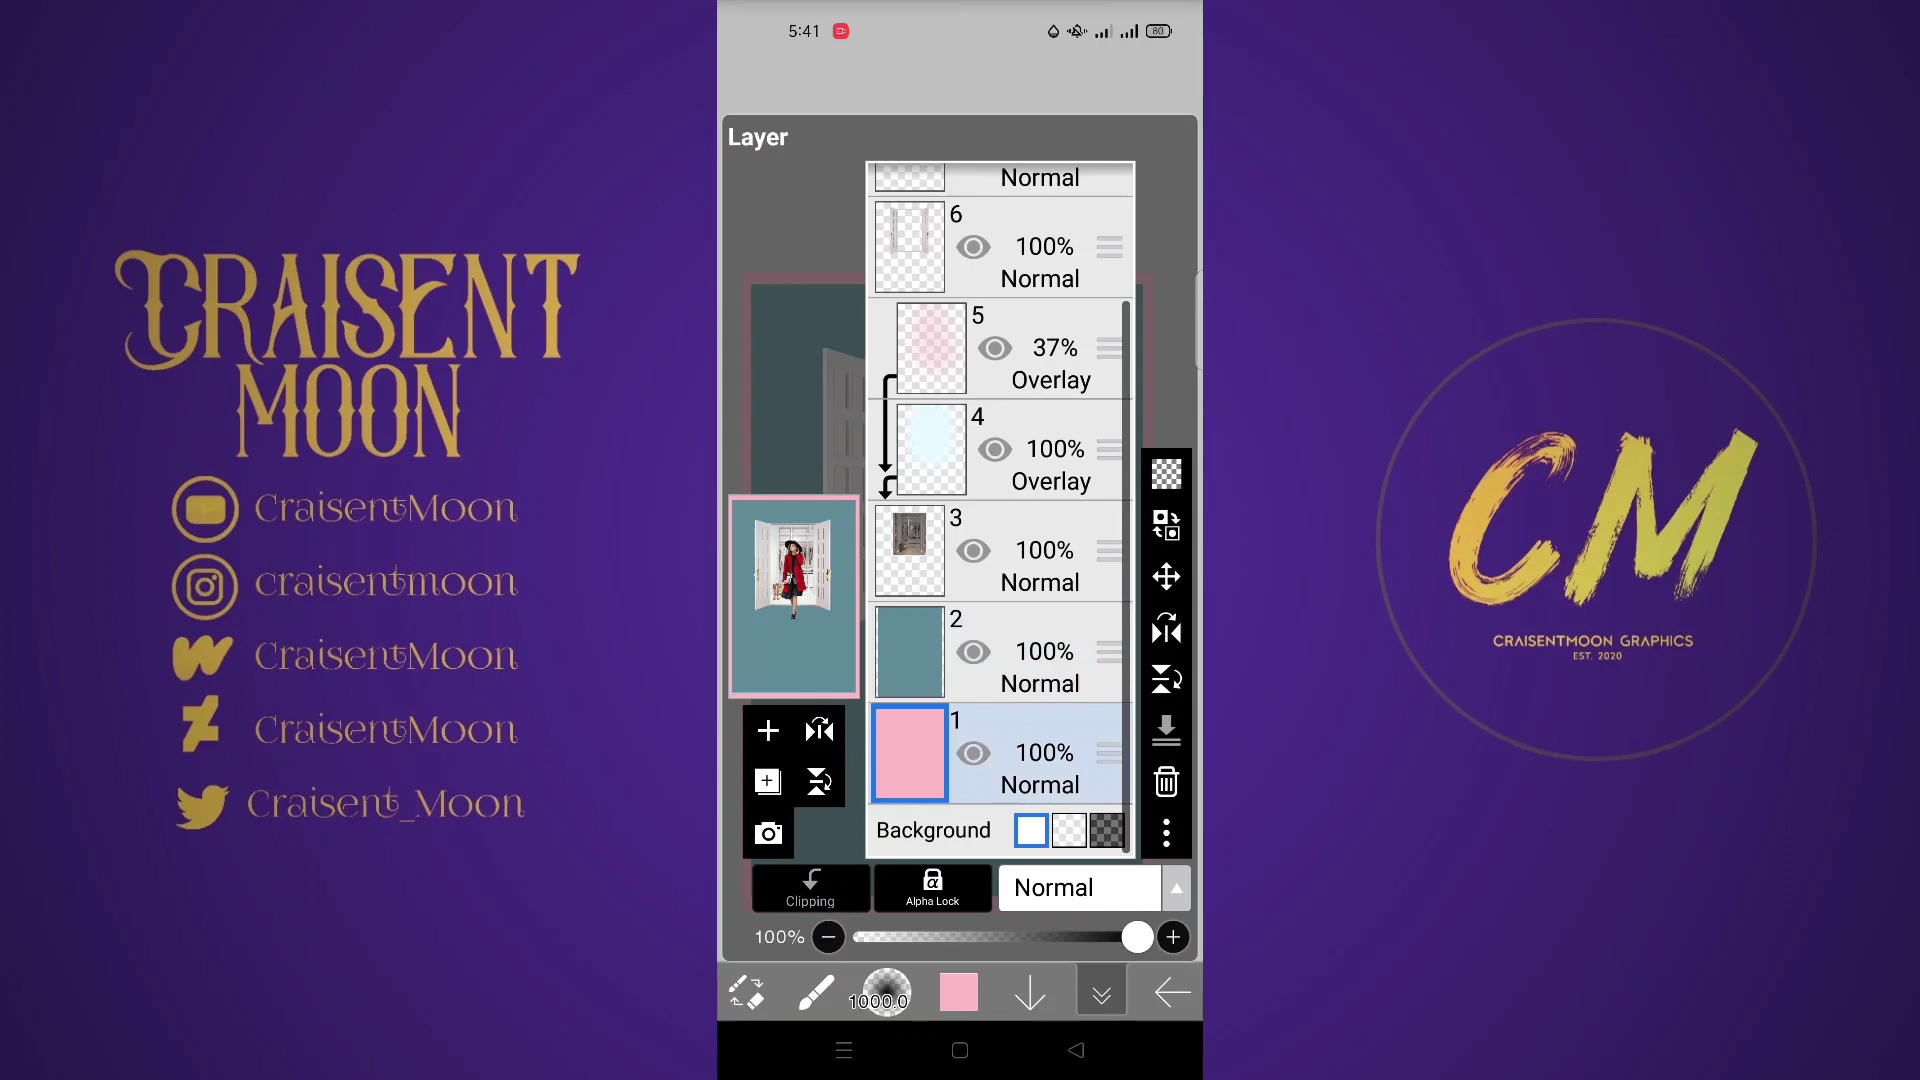 CRAISENT
MOON
CraisentMoon
craisentmoon
CraisentMoon
CraisentMoon
Craisent_Moon
5:41
80
Layer
Normal
6
100%
Normal
5
37%
Overlay
4
100%
Overlay
3
100%
Normal
2
100%
Normal
1
100%
Normal
Background
Clipping
α
Alpha Lock
Normal
100%
1000.0
CM
CRAISENTMOON GRAPHICS
EST. 2020